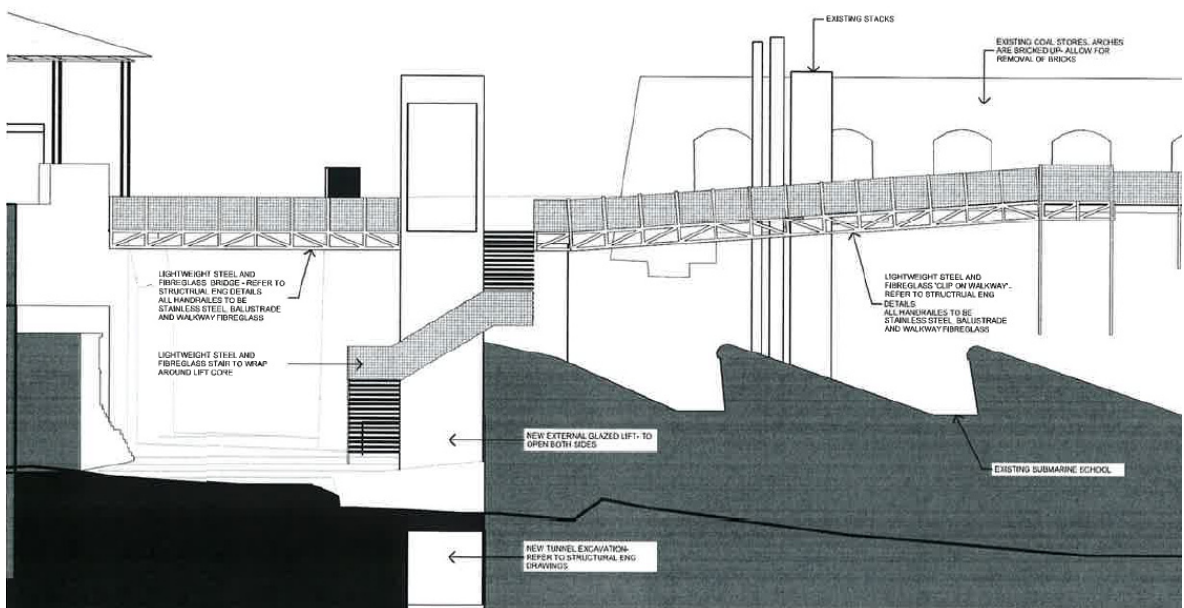 EXISTING STACKS
EXISTING COAL STORES, ARCHES
ARE BRICKED UP- ALLOW FOR
REMOVAL OF BRICKS
LIGHTWEIGHT STEEL AND
FIBREGLASS BRIDGE - REFER TO
STRUCTRUAL ENG DETAILS
ALL HANDRAILES TO BE
STAINLESS STEEL, BALUSTRADE
AND WALKWAY FIBREGLASS
LIGHTWEIGHT STEEL AND
FIBREGLASS 'CLIP ON WALKWAY' -
REFER TO STRUCTRUAL ENG
DETAILS
ALL HANDRAILES TO BE
STAINLESS STEEL, BALUSTRADE
AND WALKWAY FIBREGLASS
LIGHTWEIGHT STEEL AND
FIBREGLASS STAIR TO WRAP
AROUND LIFT CORE
NEW EXTERNAL GLAZED LIFT- TO
OPEN BOTH SIDES
EXISTING SUBMARINE SCHOOL
NEW TUNNEL EXCAVATION-
REFER TO STRUCTURAL ENG
DRAWINGS